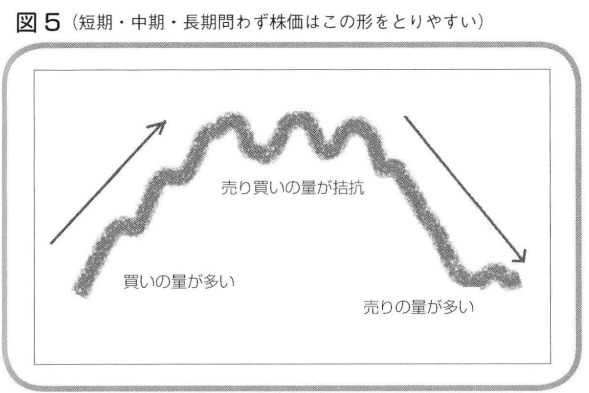 図5（短期・中期・長期問わず株価はこの形をとりやすい）
売り買いの量が拮抗
買いの量が多い
売りの量が多い